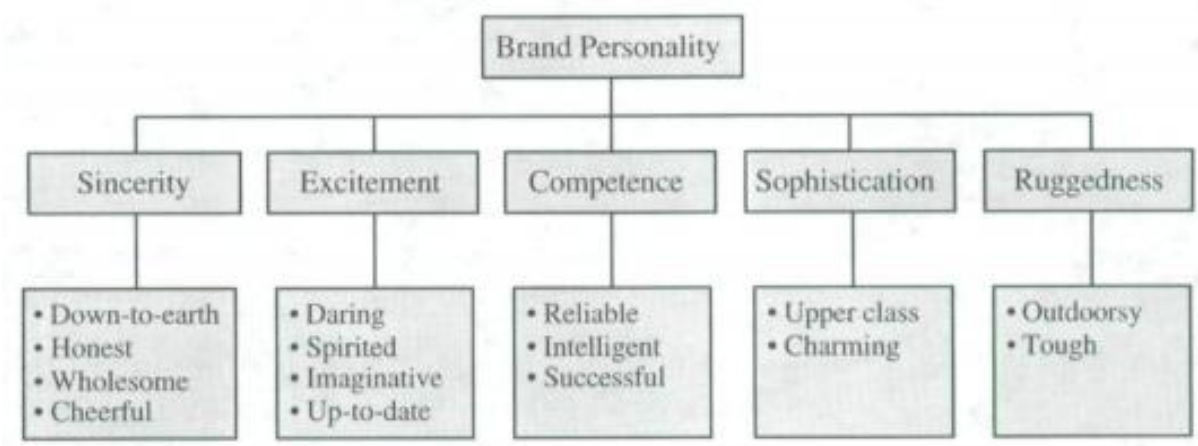 Brand Personality
Sincerity
Excitement
Competence
Sophistication
Ruggedness
• Down-to-earth
• Honest
• Wholesome
• Cheerful
• Daring
• Spirited
• Imaginative
• Up-to-date
• Reliable
• Intelligent
• Successful
• Upper class
• Charming
• Outdoorsy
• Tough